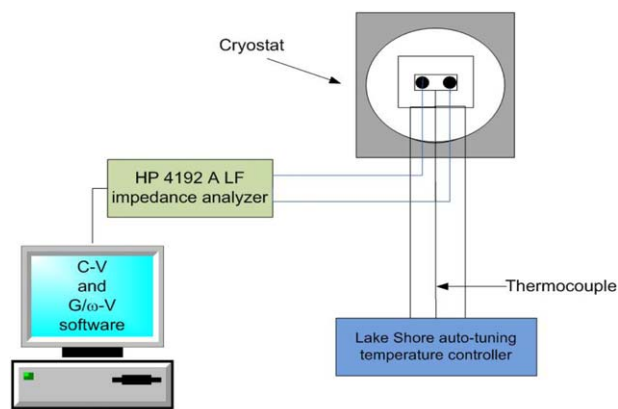 Cryostat
HP 4192 A LF
impedance analyzer
C-V
and
G/ω-V
software
Thermocouple
Lake Shore auto-tuning
temperature controller